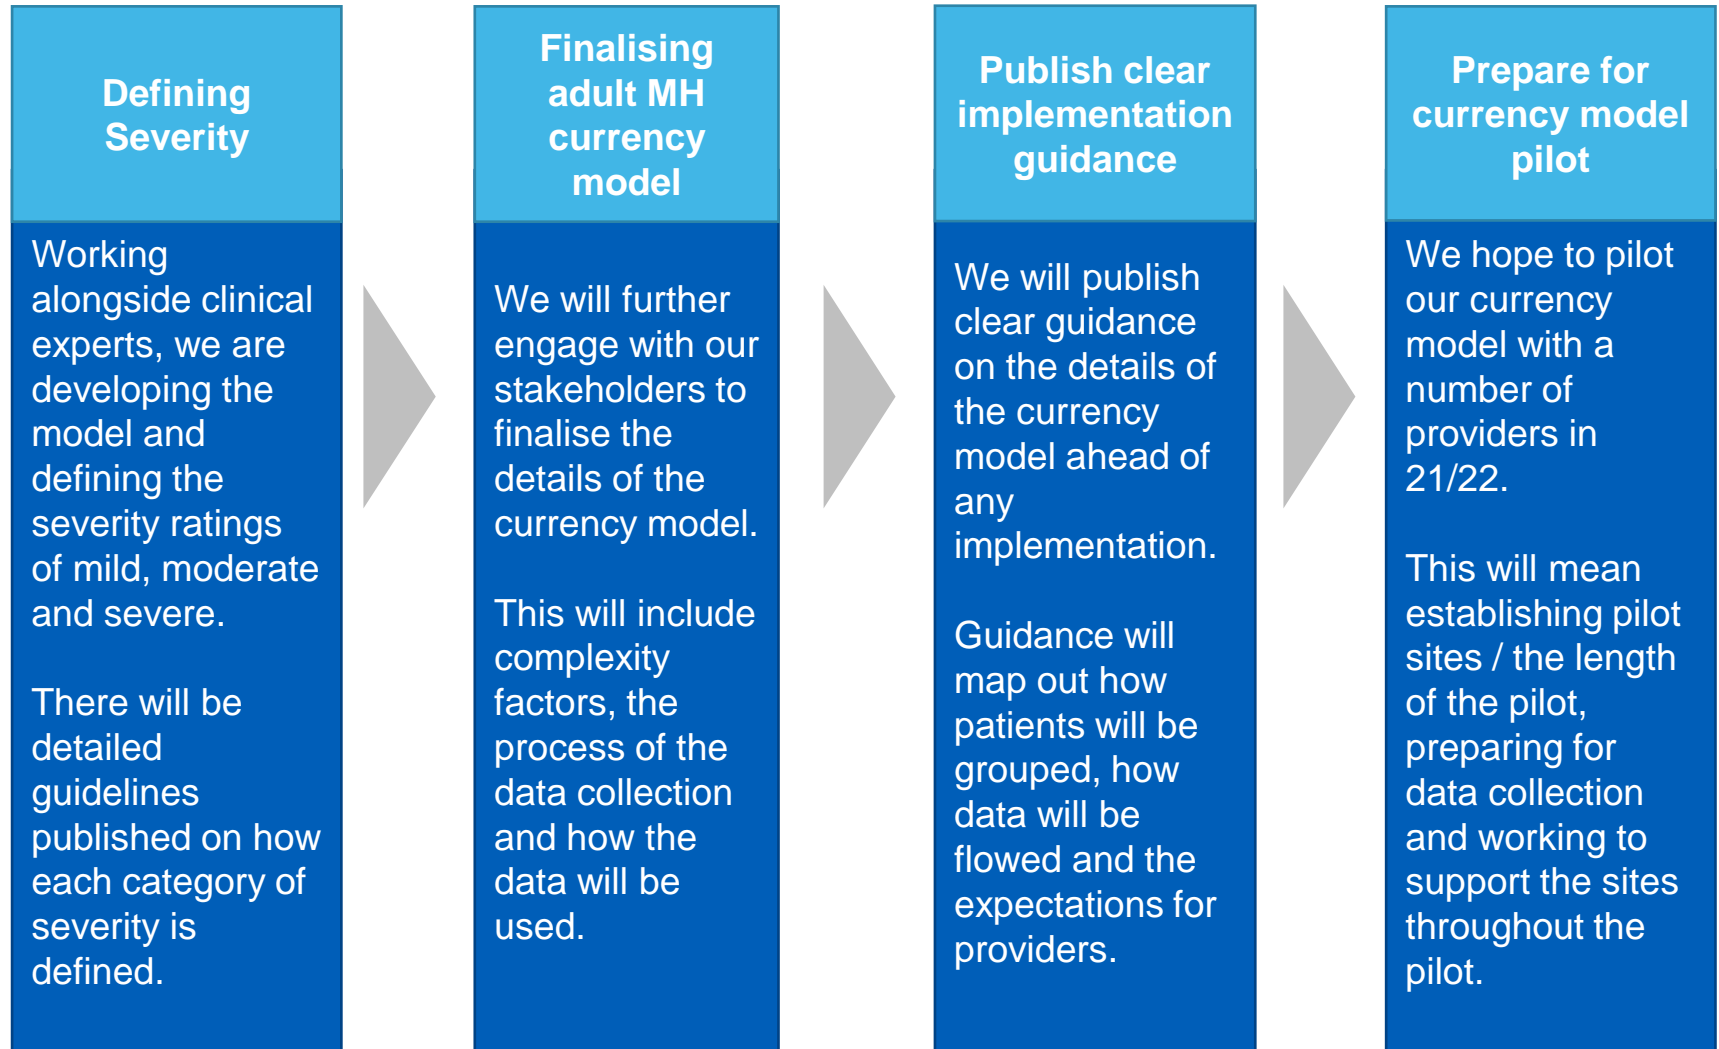 Defining
Severity
Working
alongside clinical
experts, we are
developing the
model and
defining the
severity ratings
of mild, moderate
and severe.
There will be
detailed
guidelines
published on how
each category of
severity is
defined.
Finalising
adult MH
currency
model
We will further
engage with our
stakeholders to
finalise the
details of the
currency model.
This will include
complexity
factors, the
process of the
data collection
and how the
data will be
used.
Publish clear
implementation
guidance
We will publish
clear guidance
on the details of
the currency
model ahead of
any
implementation.
Guidance will
map out how
patients will be
grouped, how
data will be
flowed and the
expectations for
providers.
Prepare for
currency model
pilot
We hope to pilot
our currency
model with a
number of
providers in
21/22.
This will mean
establishing pilot
sites / the length
of the pilot,
preparing for
data collection
and working to
support the sites
throughout the
pilot.